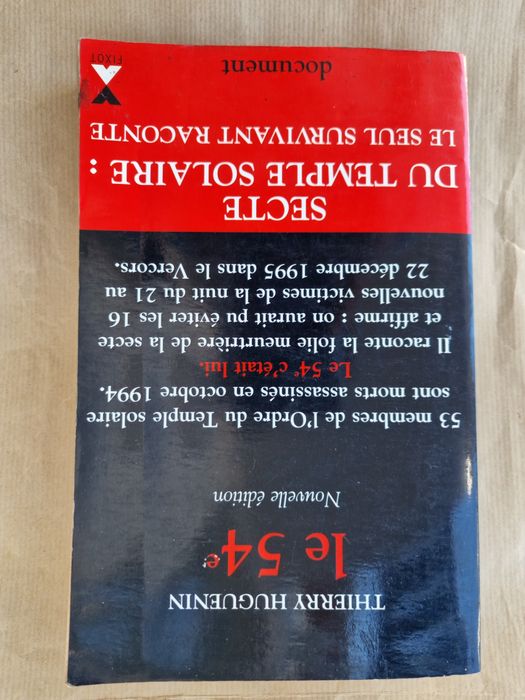 THIERRY HUGUENIN
le 54e
Nouvelle édition
53 membres de l'Ordre du Temple solaire
sont morts assassinés en octobre 1994.
Le 54e c'était lui.
Il raconte la folie meurtrière de la secte
et affirme : on aurait pu éviter les 16
nouvelles victimes de la nuit du 21 au
22 décembre 1995 dans le Vercors.
SECTE
DU TEMPLE SOLAIRE :
LE SEUL SURVIVANT RACONTE
document
FIXOT